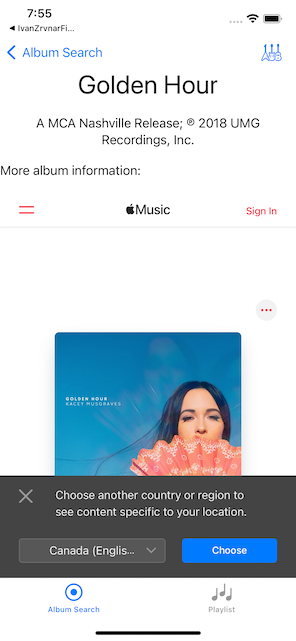 7:55
◀ IvanZrvnarFi...
Album Search
Golden Hour
A MCA Nashville Release; ℗ 2018 UMG
Recordings, Inc.
More album information:
Music
Sign In
GOLDEN HOUR
KACEY MUSGRAVES
Choose another country or region to
see content specific to your location.
Canada (Englis...
Choose
Album Search
Playlist